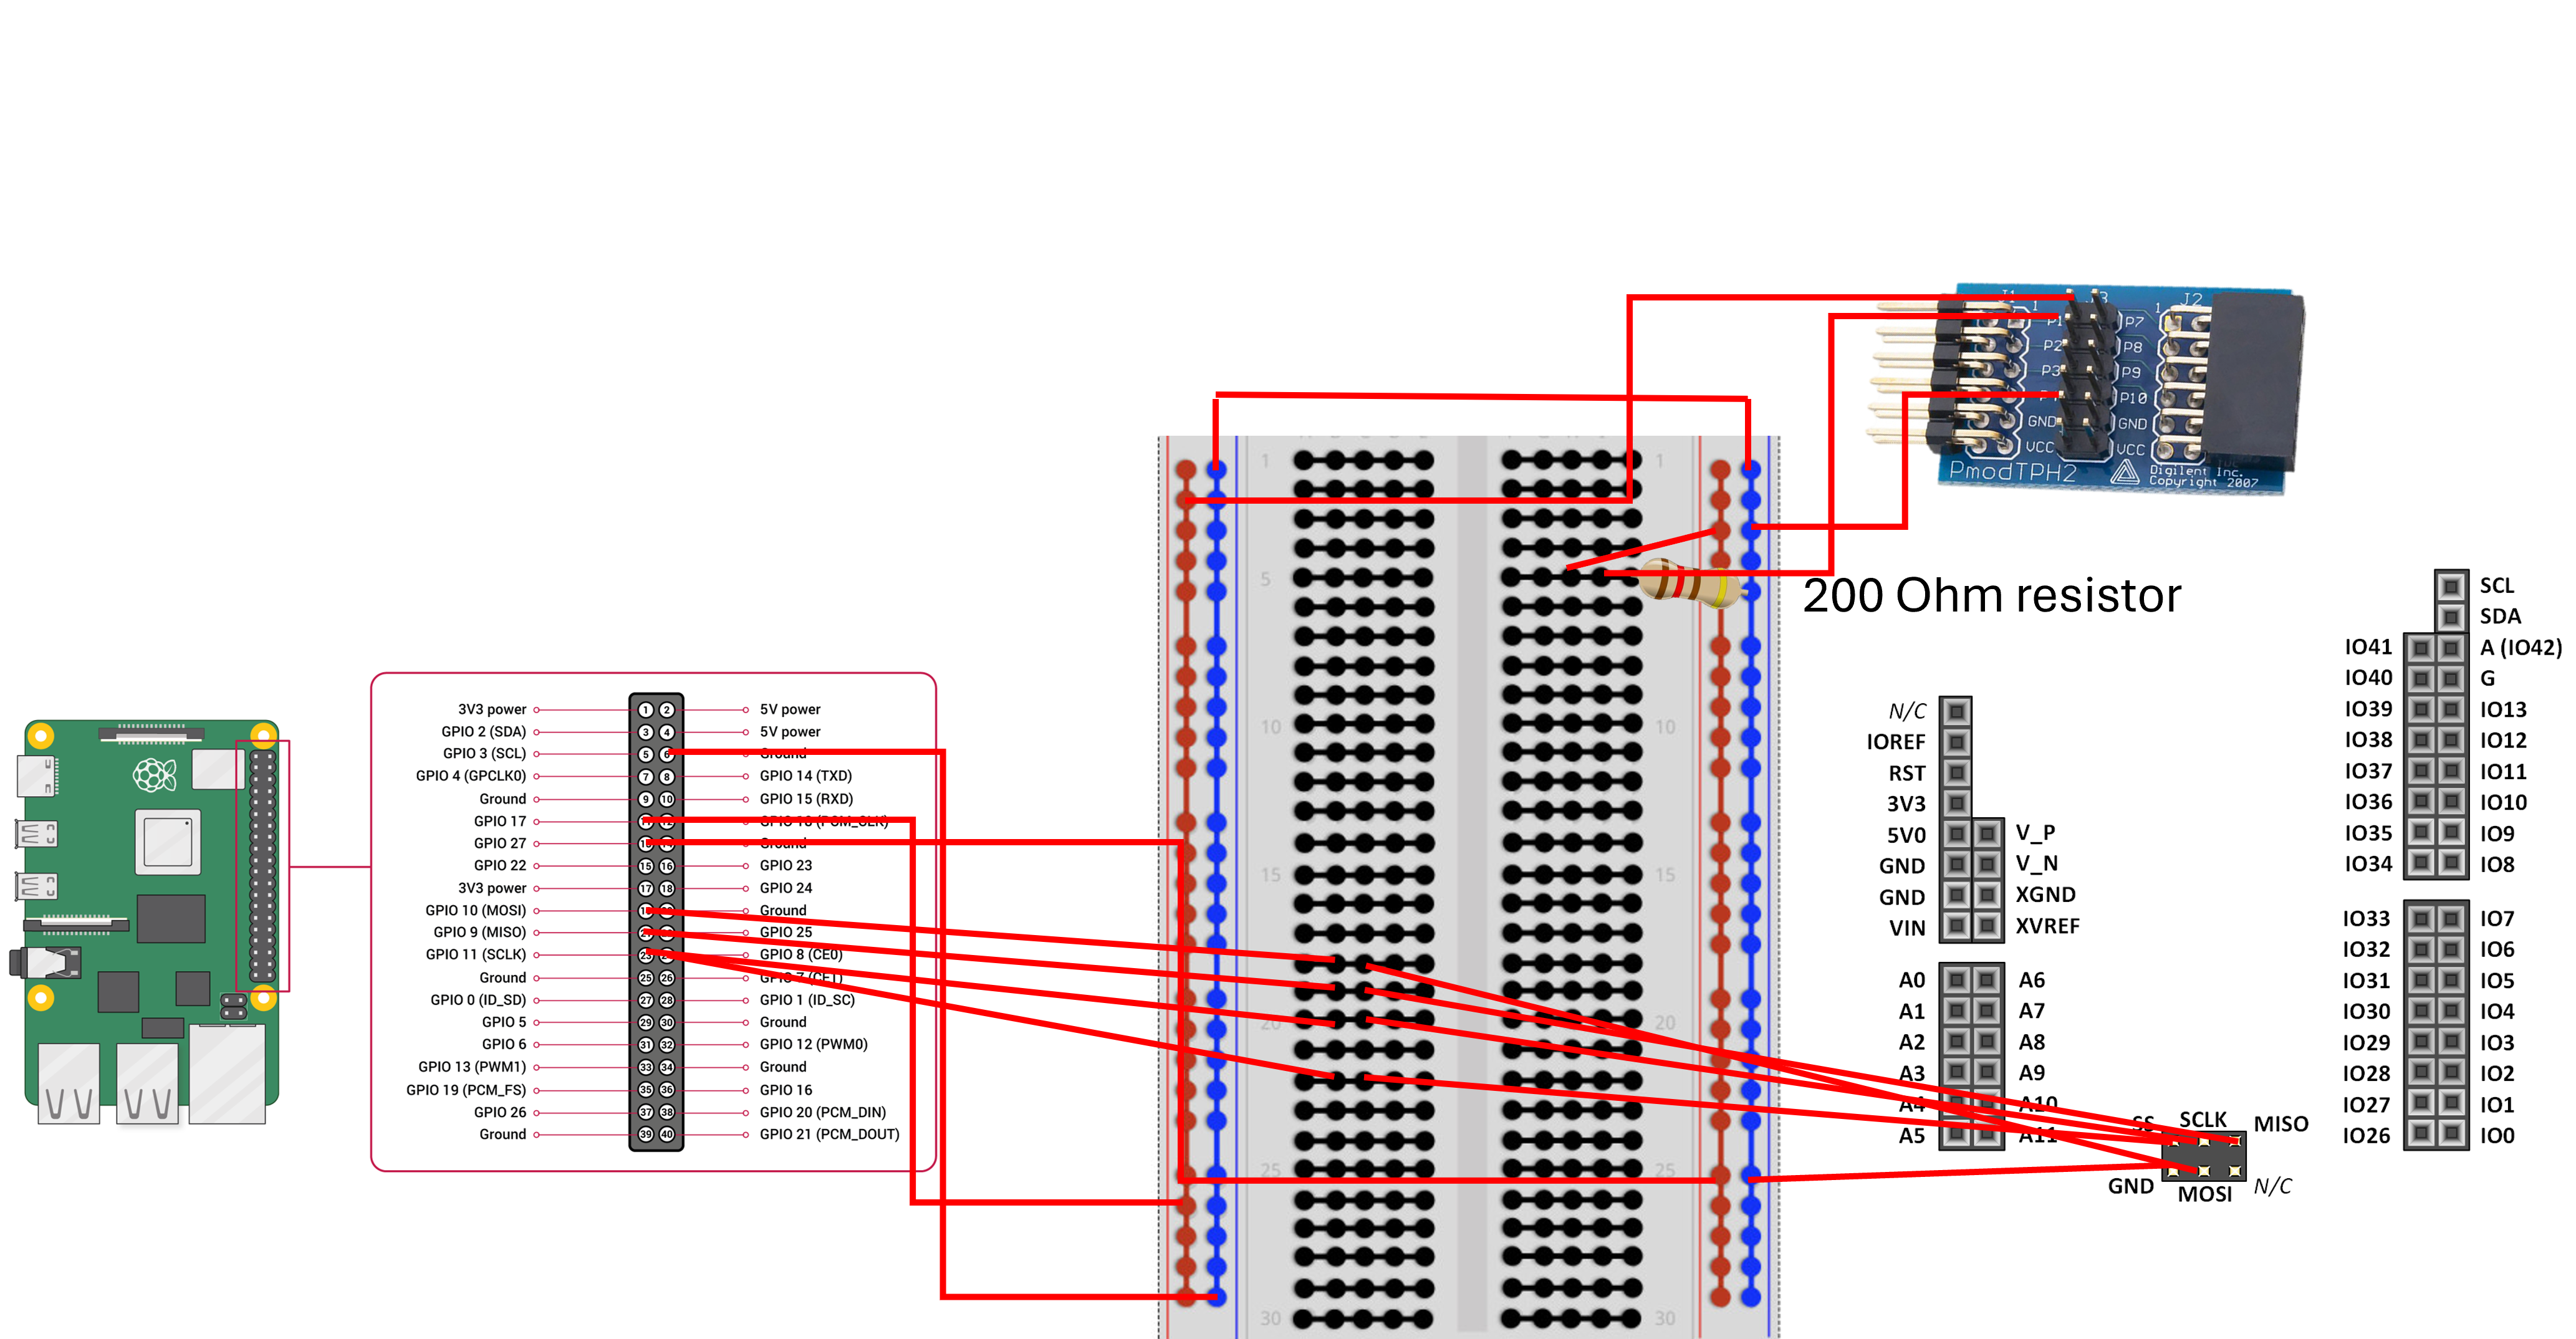 J1
1
3
J2
1
P1
P7
P2
P8
P3
P9
P10
GND
GND
VCC
VCC
PmodTPH2
Digilent Inc.
Copyright 2007
1
1
5
200 Ohm resistor
10
10
15
15
20
20
25
25
30
30
3V3 power
1
2
5V power
GPIO 2 (SDA)
3
4
5V power
GPIO 3 (SCL)
5
6
Ground
GPIO 4 (GPCLK0)
7
8
GPIO 14 (TXD)
Ground
9
10
GPIO 15 (RXD)
GPIO 17
11
12
GPIO 18 (PCM_CLK)
GPIO 27
13
14
Ground
GPIO 22
15
16
GPIO 23
3V3 power
17
18
GPIO 24
GPIO 10 (MOSI)
Ground
GPIO 9 (MISO)
GPIO 25
GPIO 11 (SCLK)
23
GPIO 8 (CE0)
Ground
25
26
GPIO 7 (CE1)
GPIO 0 (ID_SD)
27
28
GPIO 1 (ID_SC)
GPIO 5
29
30
Ground
GPIO 6
31
32
GPIO 12 (PWM0)
GPIO 13 (PWM1)
33
34
Ground
GPIO 19 (PCM_FS)
35
36
GPIO 16
GPIO 26
37
38
GPIO 20 (PCM_DIN)
Ground
39
40
GPIO 21 (PCM_DOUT)
N/C
IOREF
RST
3V3
5V0
V_P
GND
V_N
GND
XGND
VIN
XVREF
A0
A6
A1
A7
A2
A8
A3
A9
A4
A10
A5
A11
SS
SCLK
MISO
GND
MOSI
N/C
SCL
SDA
IO41
A (IO42)
IO40
G
IO39
IO13
IO38
IO12
IO37
IO11
IO36
IO10
IO35
IO9
IO34
IO8
IO33
IO7
IO32
IO6
IO31
IO5
IO30
IO4
IO29
IO3
IO28
IO2
IO27
IO1
IO26
IO0